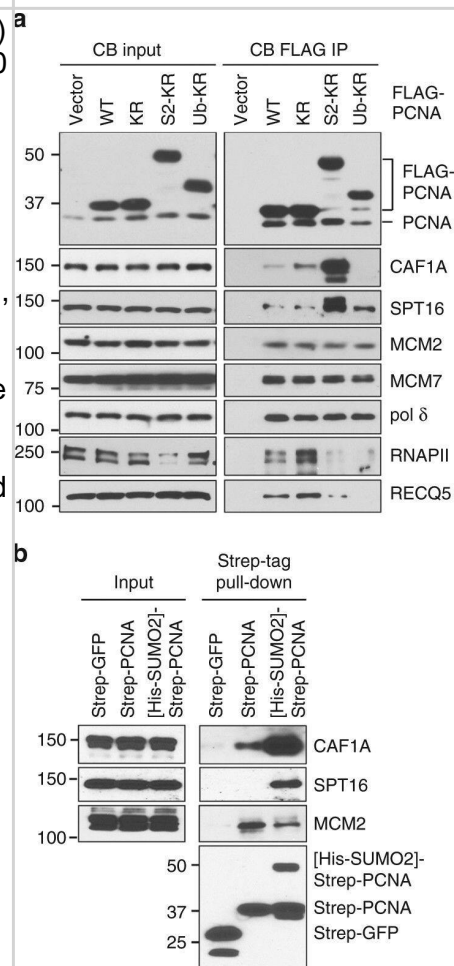 )
0
,
e
d
a
CB input
CB FLAG IP
Vector
WT
KR
S2-KR
Ub-KR
Vector
WT
KR
S2-KR
Ub-KR
FLAG-
PCNA
50
37
FLAG-
PCNA
PCNA
150
CAF1A
150
SPT16
100
MCM2
75
MCM7
100
pol δ
250
RNAPII
100
RECQ5
b
Input
Strep-tag
pull-down
Strep-GFP
Strep-PCNA
[His-SUMO2]-
Strep-PCNA
Strep-GFP
Strep-PCNA
[His-SUMO2]-
Strep-PCNA
150
CAF1A
150
SPT16
100
MCM2
50
[His-SUMO2]-
Strep-PCNA
37
Strep-PCNA
25
Strep-GFP